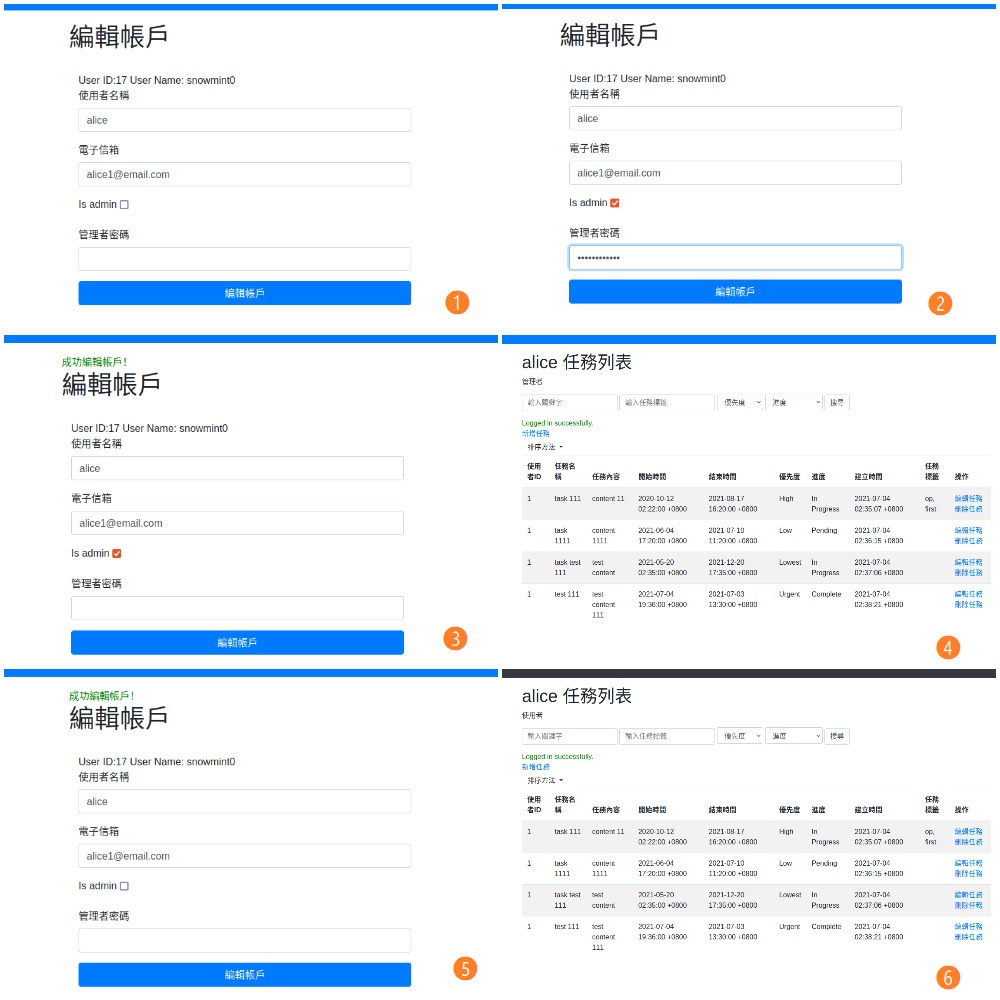 編輯帳戶
User ID:17 User Name: snowmint0
使用者名稱
alice
電子信箱
alice1@email.com
Is admin
管理者密碼
編輯帳戶
1
編輯帳戶
User ID:17 User Name: snowmint0
使用者名稱
alice
電子信箱
alice1@email.com
Is admin
管理者密碼
••••••••••••
編輯帳戶
2
成功編輯帳戶!
編輯帳戶
User ID:17 User Name: snowmint0
使用者名稱
alice
電子信箱
alice1@email.com
Is admin
管理者密碼
編輯帳戶
3
alice 任務列表
管理者
輸入關鍵字 輸入任務標籤 優先度 進度 搜尋
Logged in successfully.
新增任務
排序方法
使用者ID 任務名稱 任務內容 開始時間 結束時間 優先度 進度 建立時間 任務標籤 操作
1 task 111 content 11 2020-10-12 2021-08-17 High In 2021-07-04 op, 編輯任務
02:22:00 +0800 16:20:00 +0800 Progress 02:35:07 +0800 first 刪除任務
1 task content 2021-06-04 2021-07-10 Low Pending 2021-07-04 編輯任務
1111 1111 17:20:00 +0800 11:20:00 +0800 02:36:15 +0800 刪除任務
1 task test test 2021-05-20 2021-12-20 Lowest In 2021-07-04 編輯任務
111 content 02:35:00 +0800 17:35:00 +0800 Progress 02:37:06 +0800 刪除任務
1 test 111 test 2021-07-04 2021-07-03 Urgent Complete 2021-07-04 編輯任務
content 19:36:00 +0800 13:30:00 +0800 02:38:21 +0800 刪除任務
111
4
成功編輯帳戶!
編輯帳戶
User ID:17 User Name: snowmint0
使用者名稱
alice
電子信箱
alice1@email.com
Is admin
管理者密碼
編輯帳戶
5
alice 任務列表
使用者
輸入關鍵字 輸入任務標籤 優先度 進度 搜尋
Logged in successfully.
新增任務
排序方法
使用者ID 任務名稱 任務內容 開始時間 結束時間 優先度 進度 建立時間 任務標籤 操作
1 task 111 content 11 2020-10-12 2021-08-17 High In 2021-07-04 op, 編輯任務
02:22:00 +0800 16:20:00 +0800 Progress 02:35:07 +0800 first 刪除任務
1 task content 2021-06-04 2021-07-10 Low Pending 2021-07-04 編輯任務
1111 1111 17:20:00 +0800 11:20:00 +0800 02:36:15 +0800 刪除任務
1 task test test 2021-05-20 2021-12-20 Lowest In 2021-07-04 編輯任務
111 content 02:35:00 +0800 17:35:00 +0800 Progress 02:37:06 +0800 刪除任務
1 test 111 test 2021-07-04 2021-07-03 Urgent Complete 2021-07-04 編輯任務
content 19:36:00 +0800 13:30:00 +0800 02:38:21 +0800 刪除任務
111
6